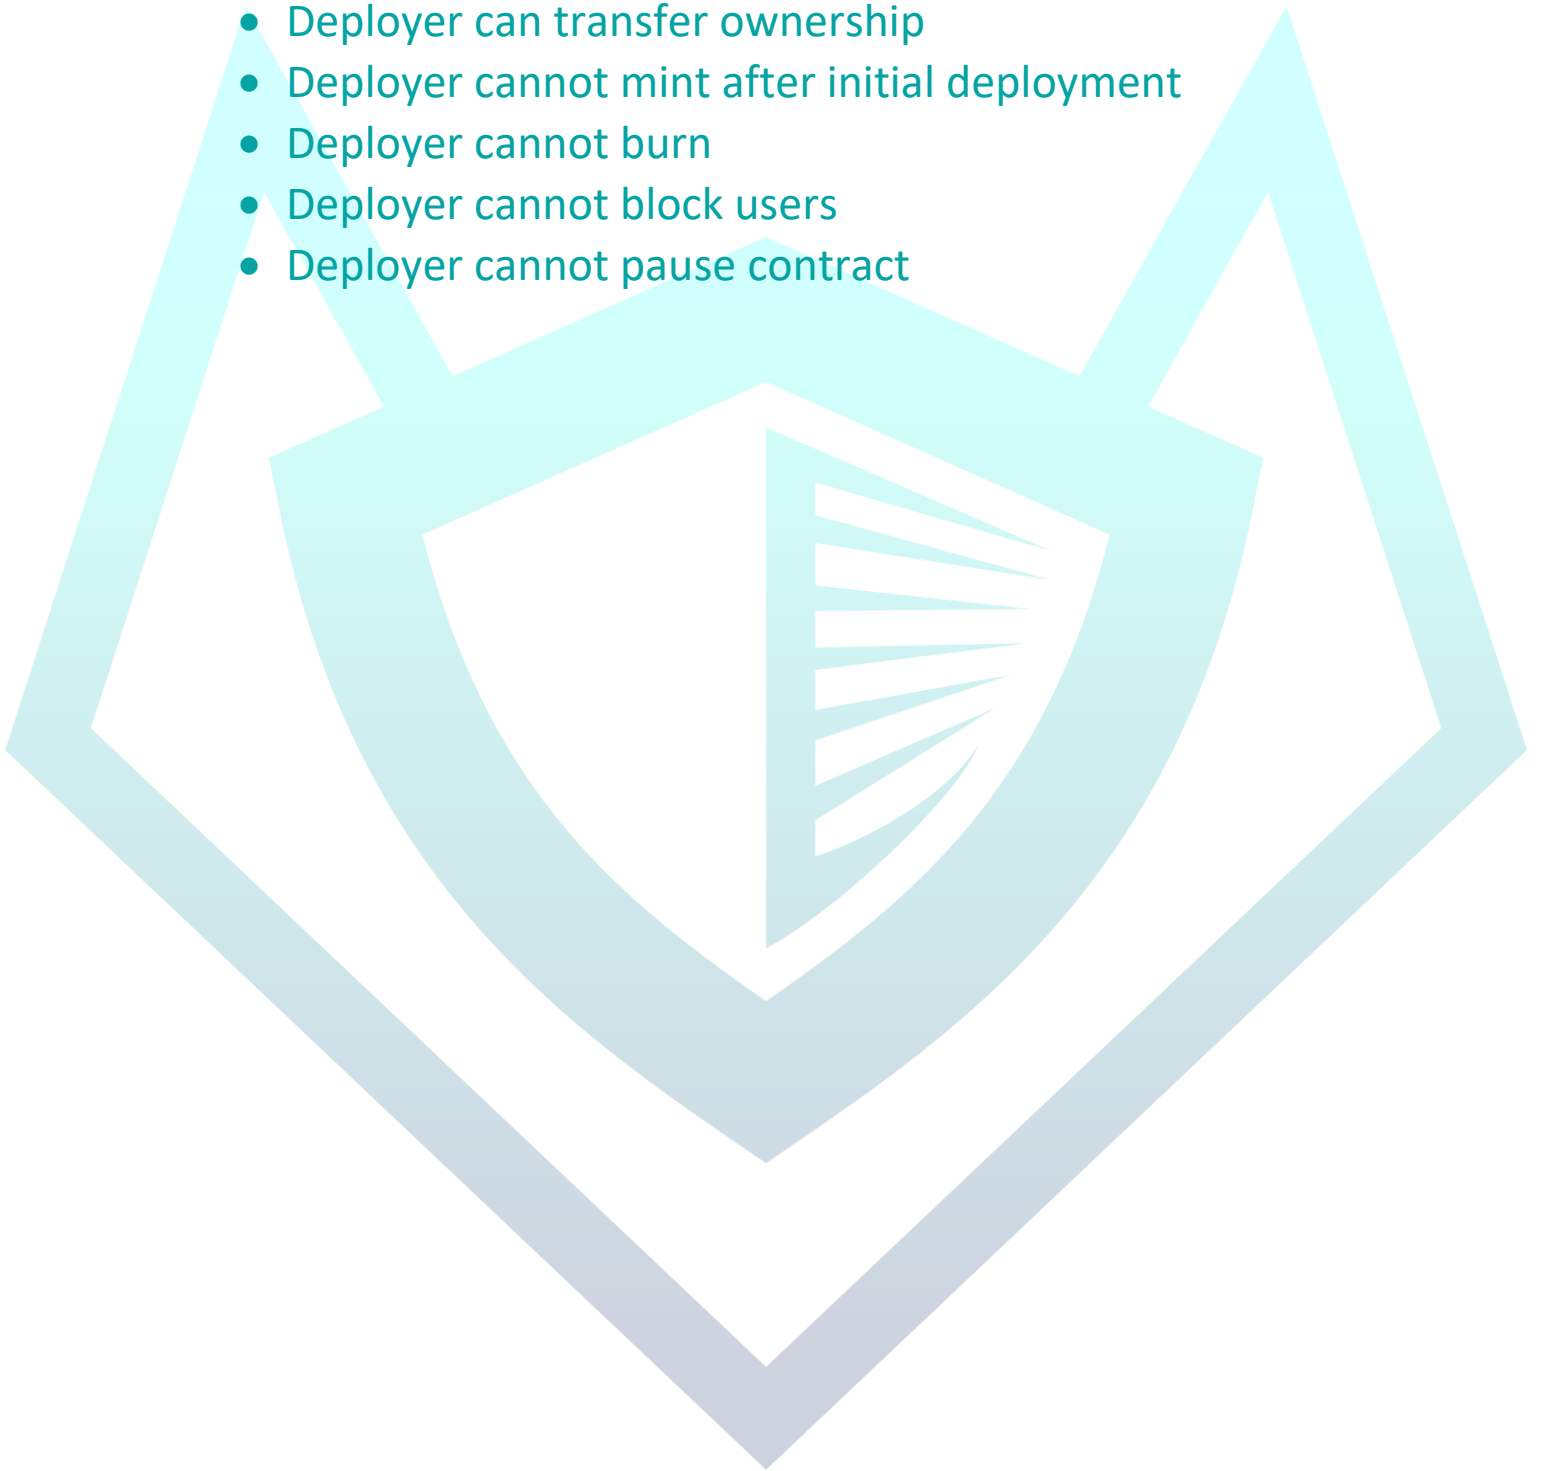 • Deployer can transfer ownership
• Deployer cannot mint after initial deployment
• Deployer cannot burn
• Deployer cannot block users
• Deployer cannot pause contract